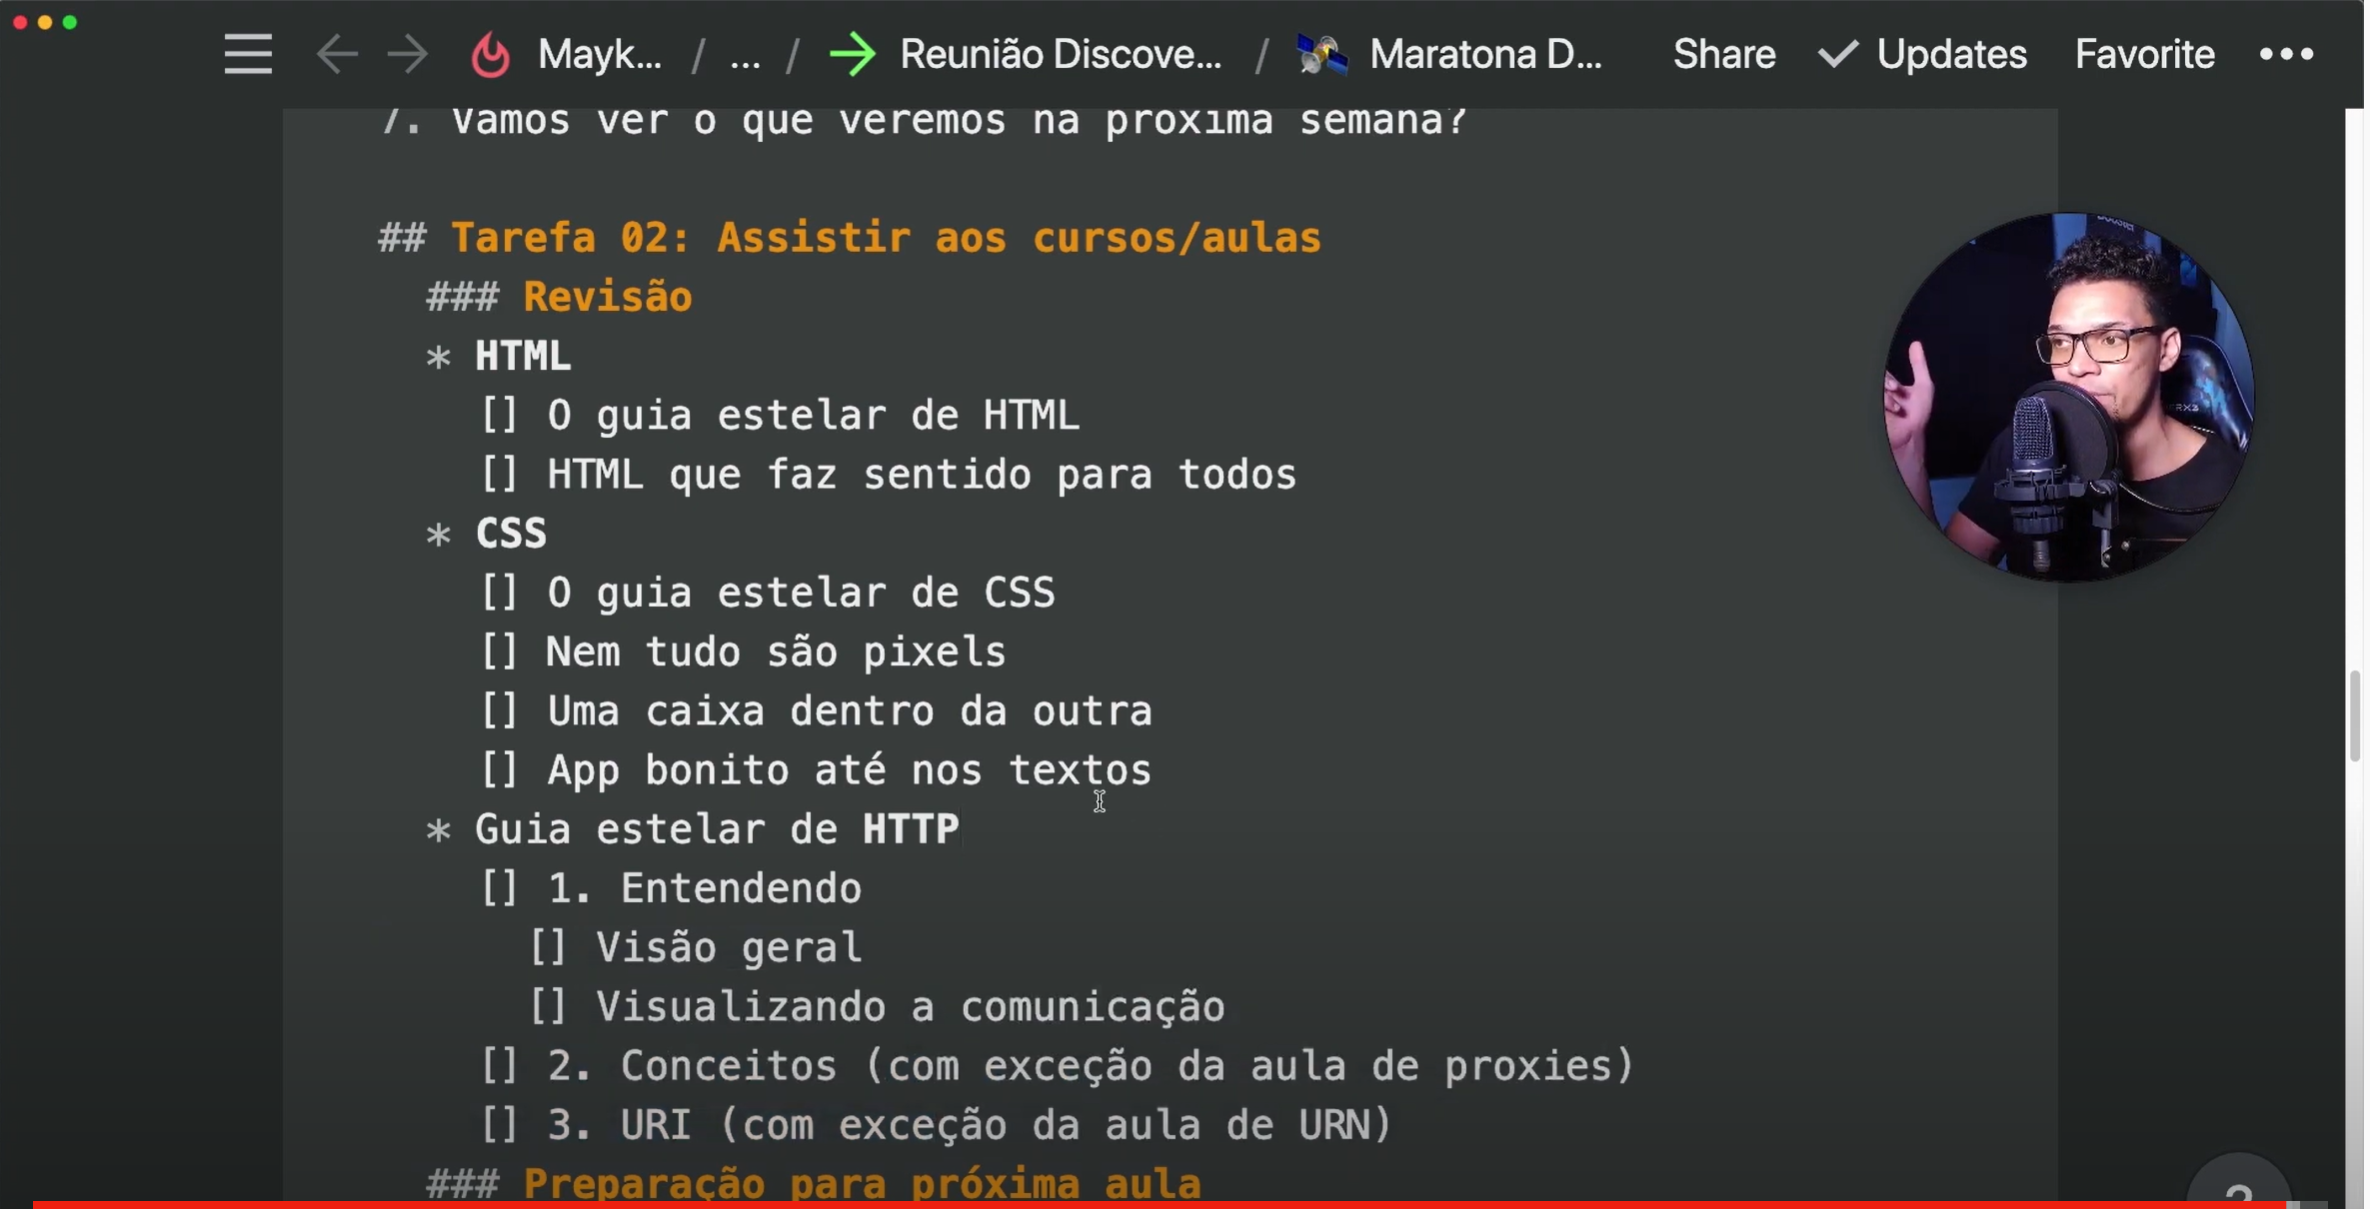 Mayk... / ... / Reunião Discove... / Maratona D... Share Updates Favorite
7. Vamos ver o que veremos na próxima semana?
## Tarefa 02: Assistir aos cursos/aulas
### Revisão
* HTML
[] O guia estelar de HTML
[] HTML que faz sentido para todos
* CSS
[] O guia estelar de CSS
[] Nem tudo são pixels
[] Uma caixa dentro da outra
[] App bonito até nos textos
* Guia estelar de HTTP
[] 1. Entendendo
[] Visão geral
[] Visualizando a comunicação
[] 2. Conceitos (com exceção da aula de proxies)
[] 3. URI (com exceção da aula de URN)
### Preparação para próxima aula
?